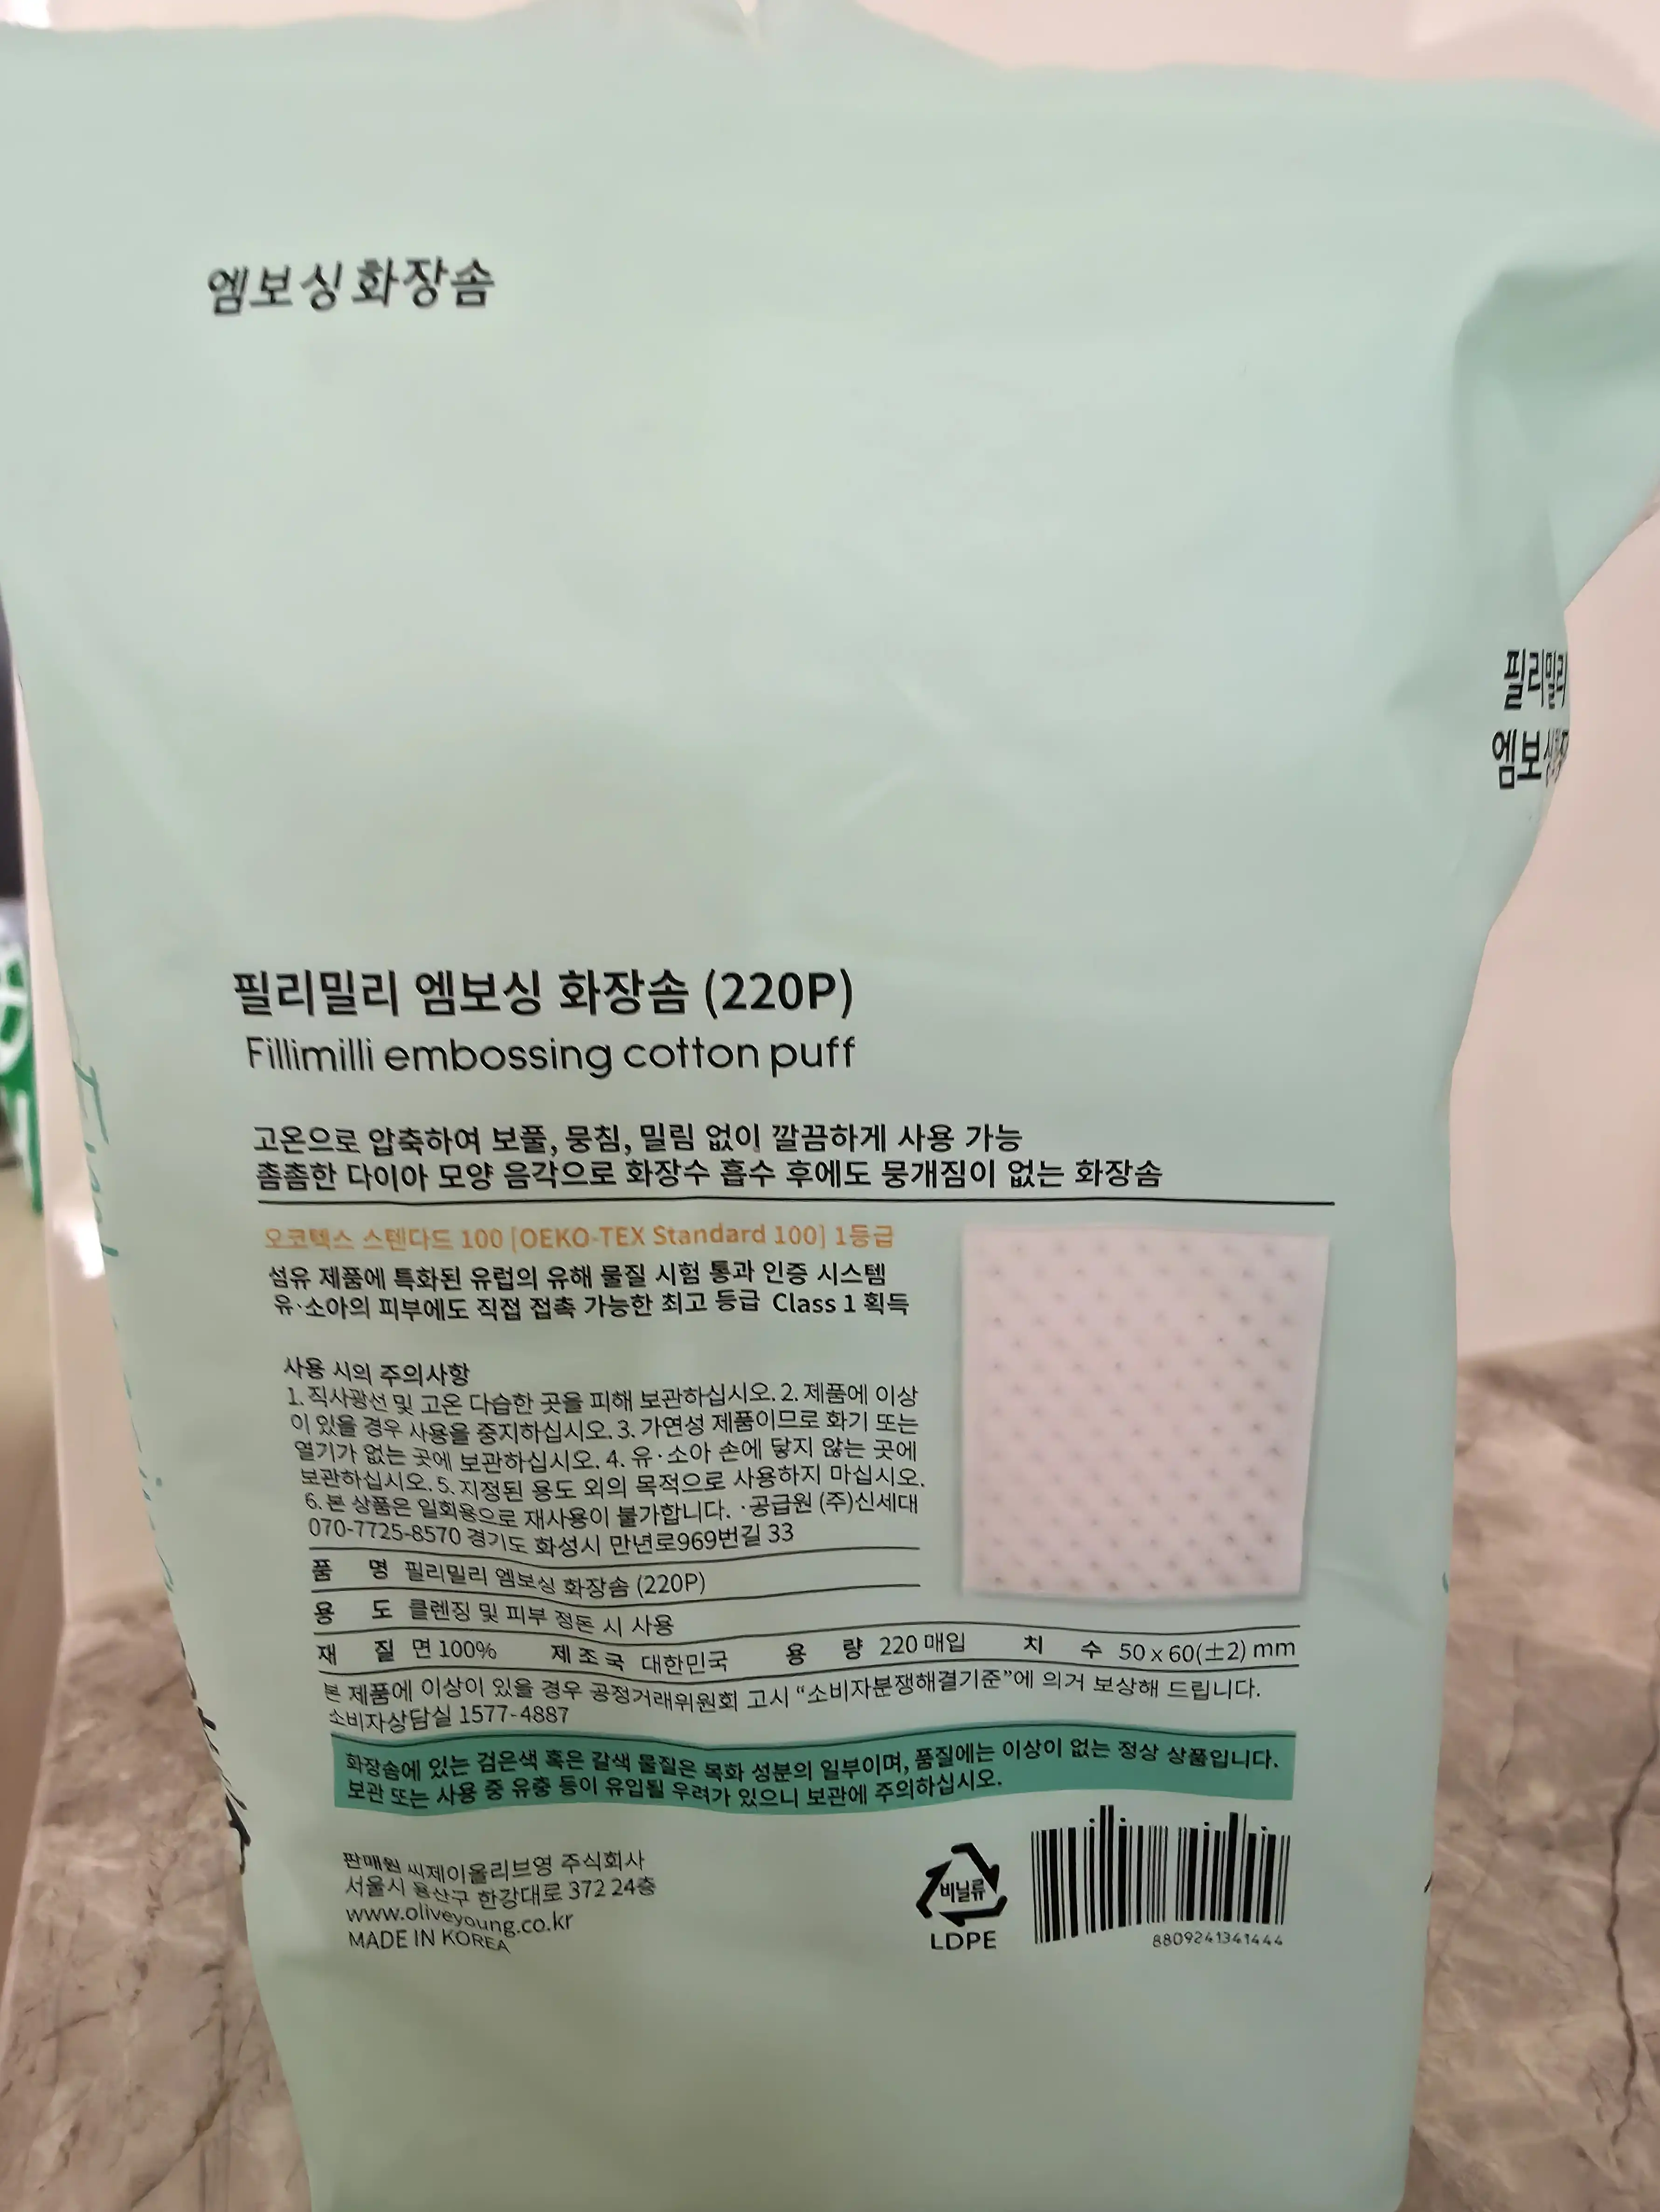 엠보싱 화장솜
필리밀리
엠보싱
필리밀리 엠보싱 화장솜 (220P)
Fillimilli embossing cotton puff
고온으로 압축하여 보풀, 뭉침, 밀림 없이 깔끔하게 사용 가능
촘촘한 다이아 모양 음각으로 화장수 흡수 후에도 뭉개짐이 없는 화장솜
오코텍스 스텐다드 100 [OEKO-TEX Standard 100] 1등급
섬유 제품에 특화된 유럽의 유해 물질 시험 통과 인증 시스템
유·소아의 피부에도 직접 접촉 가능한 최고 등급 Class 1 획득
사용 시의 주의사항
1. 직사광선 및 고온 다습한 곳을 피해 보관하십시오. 2. 제품에 이상
이 있을 경우 사용을 중지하십시오. 3. 가연성 제품이므로 화기 또는
열기가 없는 곳에 보관하십시오. 4. 유·소아 손에 닿지 않는 곳에
보관하십시오. 5. 지정된 용도 외의 목적으로 사용하지 마십시오.
6. 본 상품은 일회용으로 재사용이 불가합니다. ·공급원 (주)신세대
070-7725-8570 경기도 화성시 만년로969번길 33
품 명 필리밀리 엠보싱 화장솜 (220P)
용 도 클렌징 및 피부 정돈 시 사용
재 질 면 100% 제조국 대한민국 용 량 220 매입 치 수 50 x 60(±2) mm
본 제품에 이상이 있을 경우 공정거래위원회 고시 “소비자분쟁해결기준”에 의거 보상해 드립니다.
소비자상담실 1577-4887
화장솜에 있는 검은색 혹은 갈색 물질은 목화 성분의 일부이며, 품질에는 이상이 없는 정상 상품입니다.
보관 또는 사용 중 유충 등이 유입될 우려가 있으니 보관에 주의하십시오.
판매원 씨제이올리브영 주식회사
서울시 용산구 한강대로 372 24층
www.oliveyoung.co.kr
MADE IN KOREA
비닐류
LDPE
8809241341444